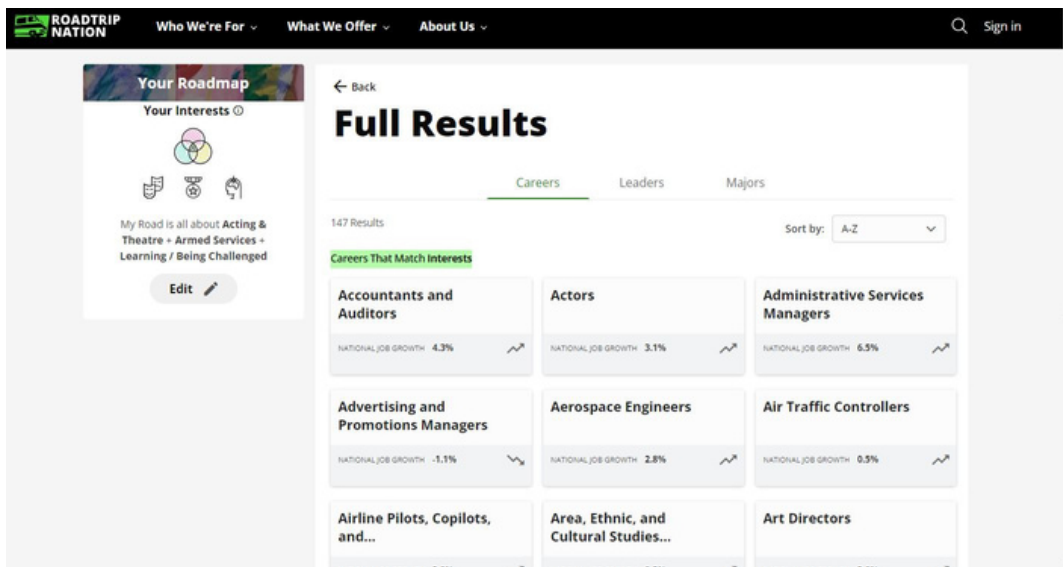 ROADTRIP
NATION
Who We're For
What We Offer
About Us
Sign in
Your Roadmap
Your Interests
My Road is all about Acting &
Theatre + Armed Services +
Learning / Being Challenged
Edit
← Back
Full Results
Careers
Leaders
Majors
147 Results
Sort by: A-Z
Careers That Match Interests
Accountants and
Auditors
NATIONAL JOB GROWTH 4.3%
Actors
NATIONAL JOB GROWTH 3.1%
Administrative Services
Managers
NATIONAL JOB GROWTH 6.5%
Advertising and
Promotions Managers
NATIONAL JOB GROWTH -1.1%
Aerospace Engineers
NATIONAL JOB GROWTH 2.8%
Air Traffic Controllers
NATIONAL JOB GROWTH 0.5%
Airline Pilots, Copilots,
and...
Area, Ethnic, and
Cultural Studies...
Art Directors